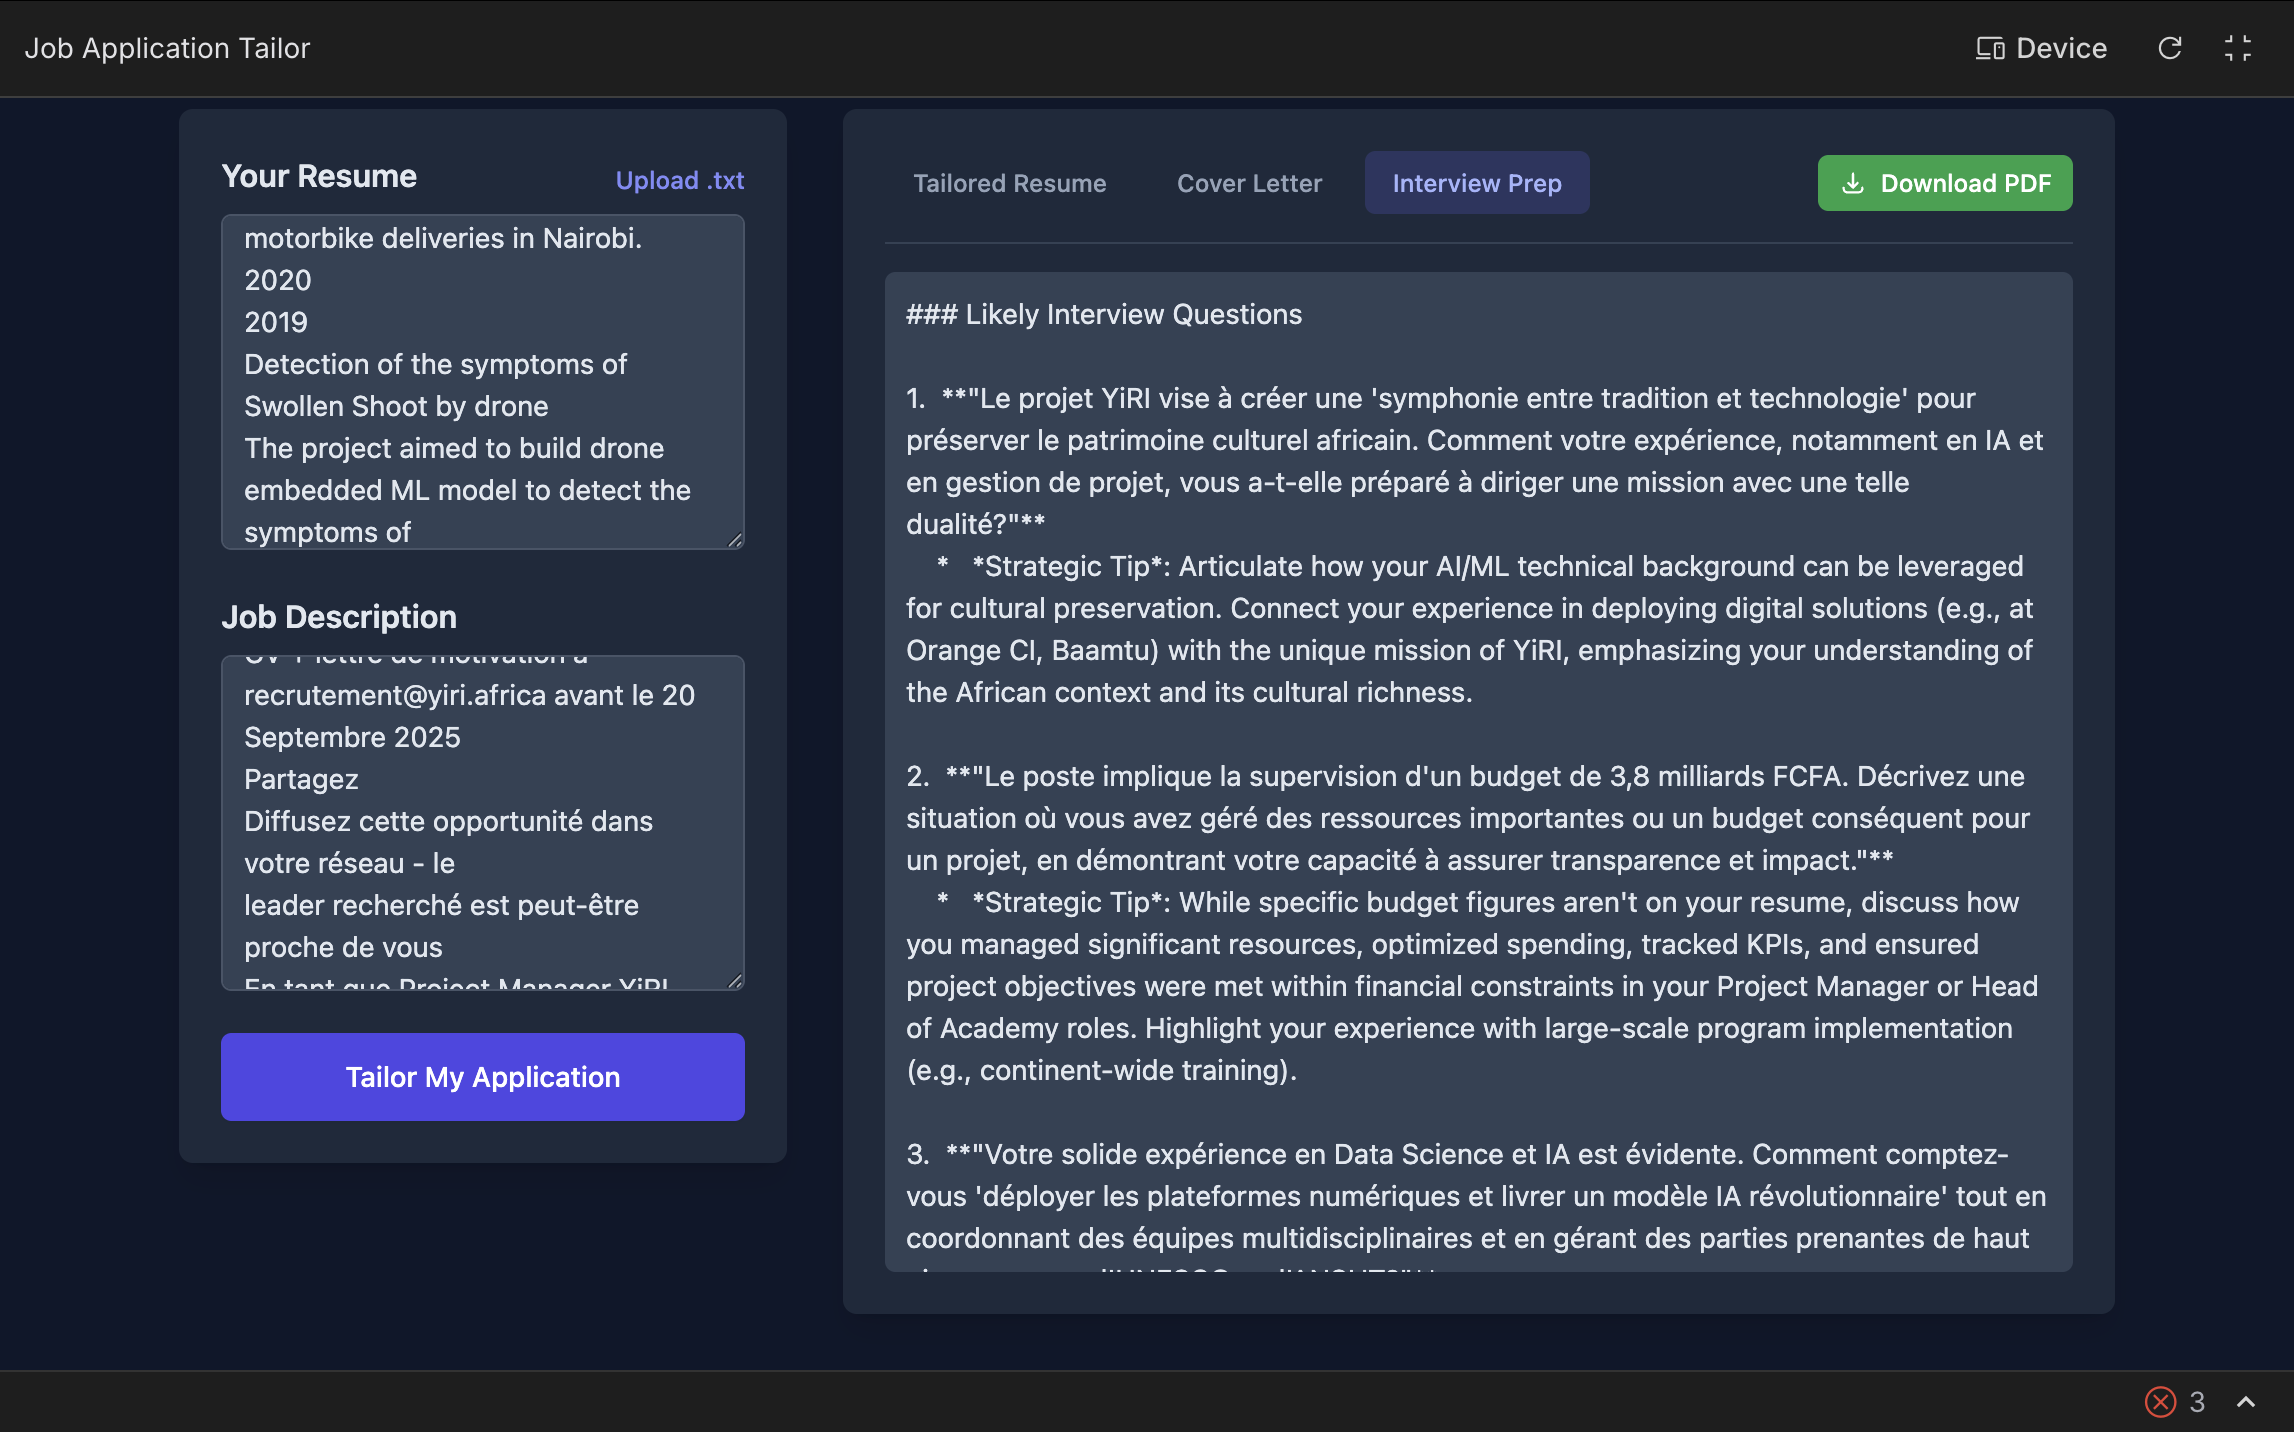 Job Application Tailor
Device
Your Resume
Upload .txt
motorbike deliveries in Nairobi.
2020
2019
Detection of the symptoms of
Swollen Shoot by drone
The project aimed to build drone
embedded ML model to detect the
symptoms of
Job Description
CV + lettre de motivation à
recrutement@yiri.africa avant le 20
Septembre 2025
Partagez
Diffusez cette opportunité dans
votre réseau - le
leader recherché est peut-être
proche de vous
En tant que Project Manager YiRI
Tailor My Application
Tailored Resume
Cover Letter
Interview Prep
Download PDF
### Likely Interview Questions
1. **"Le projet YiRI vise à créer une 'symphonie entre tradition et technologie' pour
préserver le patrimoine culturel africain. Comment votre expérience, notamment en IA et
en gestion de projet, vous a-t-elle préparé à diriger une mission avec une telle
dualité?"**
* *Strategic Tip*: Articulate how your AI/ML technical background can be leveraged
for cultural preservation. Connect your experience in deploying digital solutions (e.g., at
Orange CI, Baamtu) with the unique mission of YiRI, emphasizing your understanding of
the African context and its cultural richness.
2. **"Le poste implique la supervision d'un budget de 3,8 milliards FCFA. Décrivez une
situation où vous avez géré des ressources importantes ou un budget conséquent pour
un projet, en démontrant votre capacité à assurer transparence et impact."**
* *Strategic Tip*: While specific budget figures aren't on your resume, discuss how
you managed significant resources, optimized spending, tracked KPIs, and ensured
project objectives were met within financial constraints in your Project Manager or Head
of Academy roles. Highlight your experience with large-scale program implementation
(e.g., continent-wide training).
3. **"Votre solide expérience en Data Science et IA est évidente. Comment comptez-
vous 'déployer les plateformes numériques et livrer un modèle IA révolutionnaire' tout en
coordonnant des équipes multidisciplinaires et en gérant des parties prenantes de haut
3